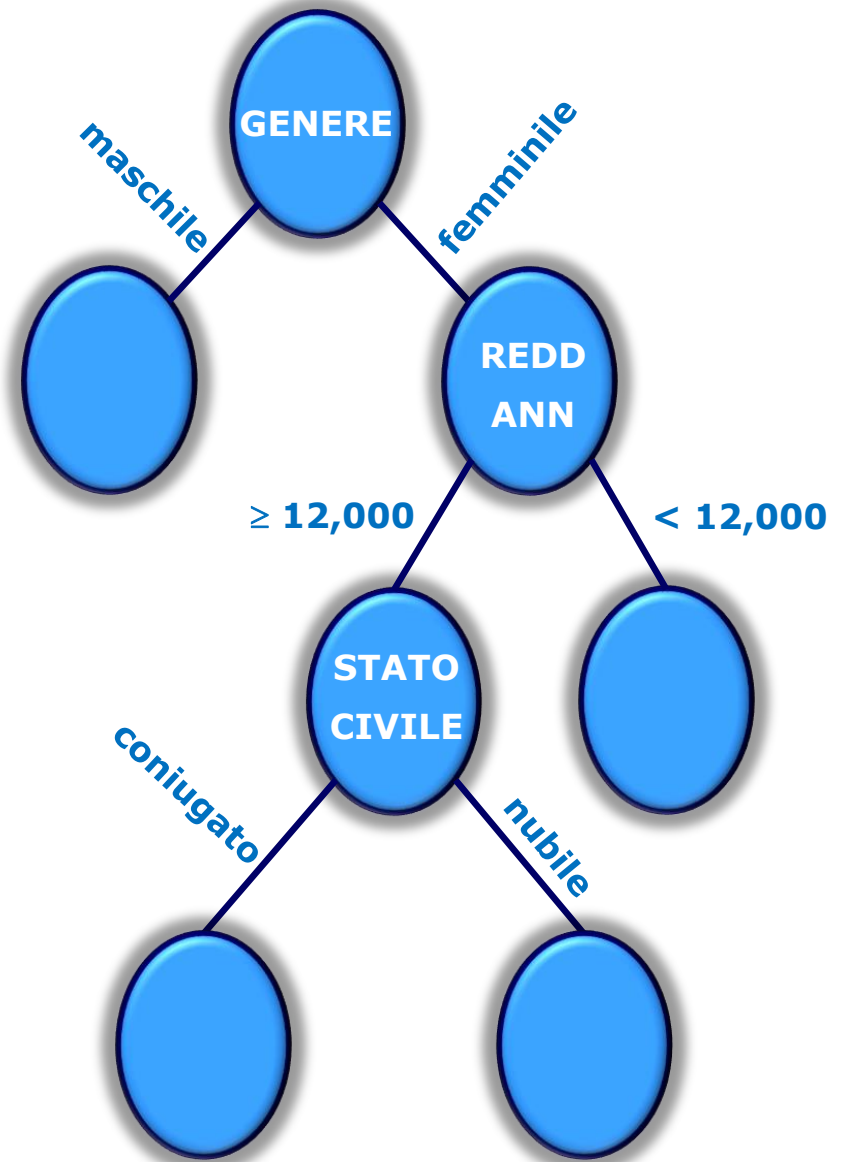 GENERE
maschile
femminile
REDD
ANN
≥ 12,000
< 12,000
STATO
CIVILE
coniugato
nubile